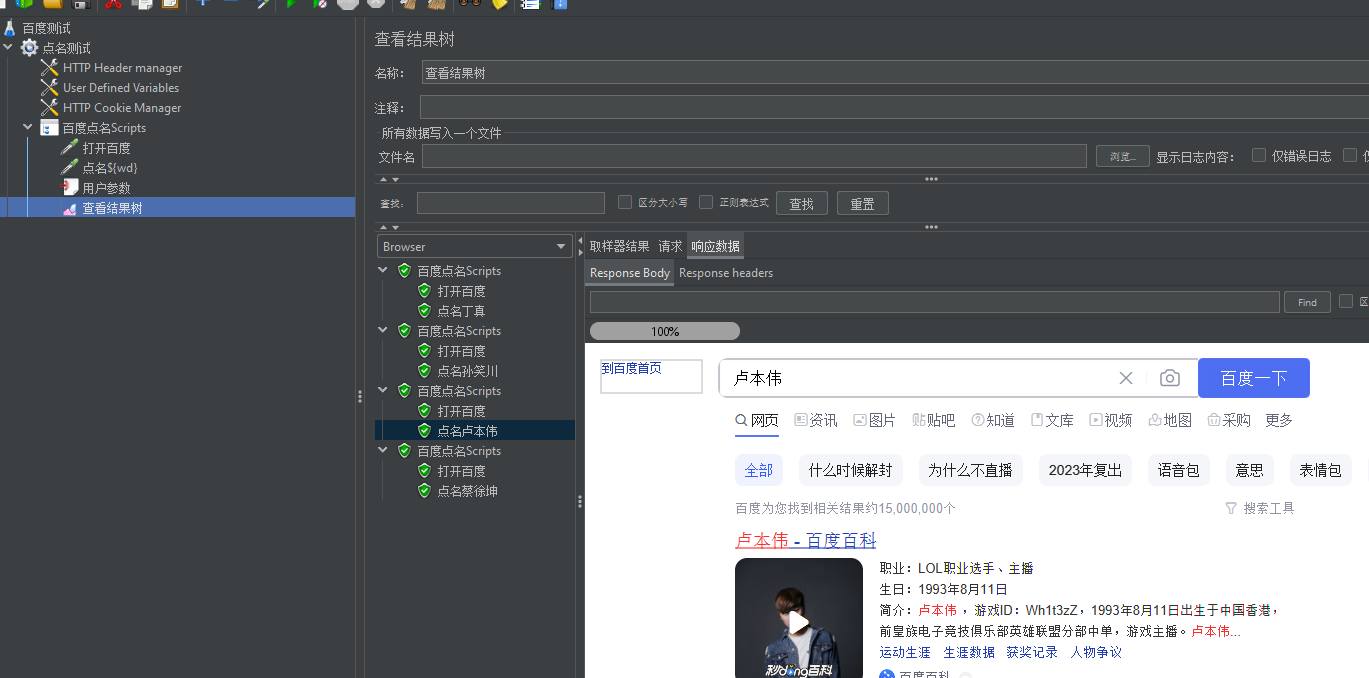 百度测试
点名测试
HTTP Header manager
User Defined Variables
HTTP Cookie Manager
百度点名Scripts
打开百度
点名${wd}
用户参数
查看结果树
查看结果树
名称： 查看结果树
注释：
所有数据写入一个文件
文件名 浏览... 显示日志内容： 仅错误日志
查找： 区分大小写 正则表达式 查找 重置
Browser
百度点名Scripts
打开百度
点名丁真
百度点名Scripts
打开百度
点名孙笑川
百度点名Scripts
打开百度
点名卢本伟
百度点名Scripts
打开百度
点名蔡徐坤
取样器结果 请求 响应数据
Response Body Response headers
Find 区
100%
到百度首页 卢本伟 百度一下
网页 资讯 图片 贴吧 知道 文库 视频 地图 采购 更多
全部 什么时候解封 为什么不直播 2023年复出 语音包 意思 表情包
百度为您找到相关结果约15,000,000个 搜索工具
卢本伟 - 百度百科
职业：LOL职业选手、主播
生日：1993年8月11日
简介：卢本伟 ，游戏ID：Wh1t3zZ，1993年8月11日出生于中国香港，
前皇族电子竞技俱乐部英雄联盟分部中单，游戏主播。卢本伟...
运动生涯 生涯数据 获奖记录 人物争议
秒dǒng百科
百度百科